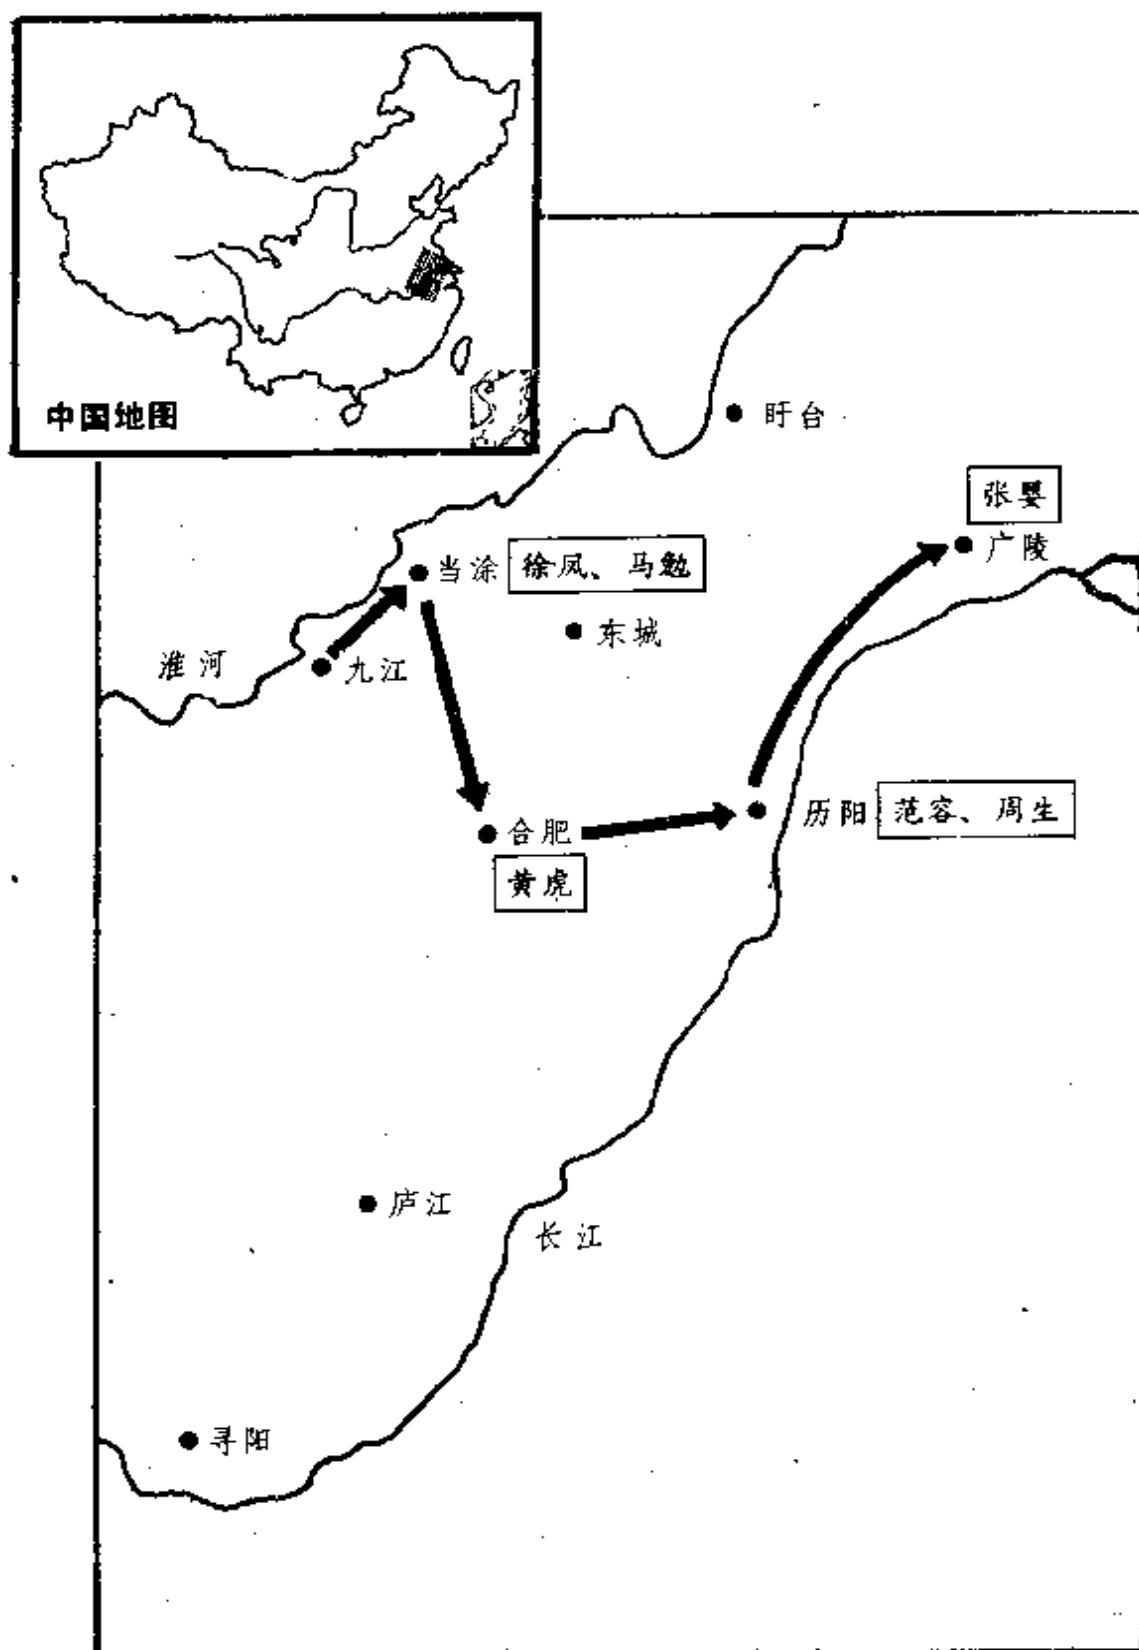 中国地图
盱台
张婴
广陵
当涂 徐凤、马勉
东城
淮河
九江
历阳 范容、周生
合肥
黄虎
庐江
长江
寻阳